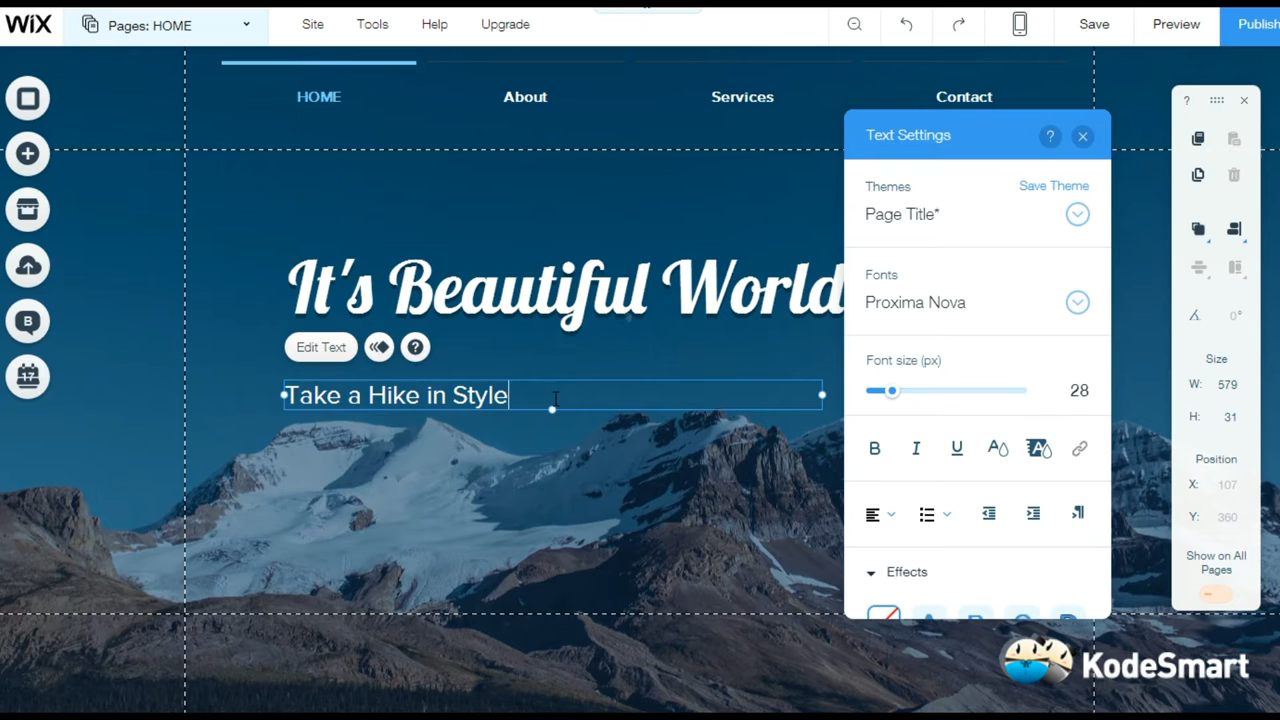 WiX
Pages: HOME
Site
Tools
Help
Upgrade
Save
Preview
Publish
HOME
About
Services
Contact
It's Beautiful World
Edit Text
?
Take a Hike in Style
B
17
Text Settings
?
Themes
Save Theme
Page Title*
Fonts
Proxima Nova
Font size (px)
28
B
I
U
A
A
Effects
?
0°
Size
W: 579
H: 31
Position
X: 107
Y: 360
Show on All
Pages
KodeSmart